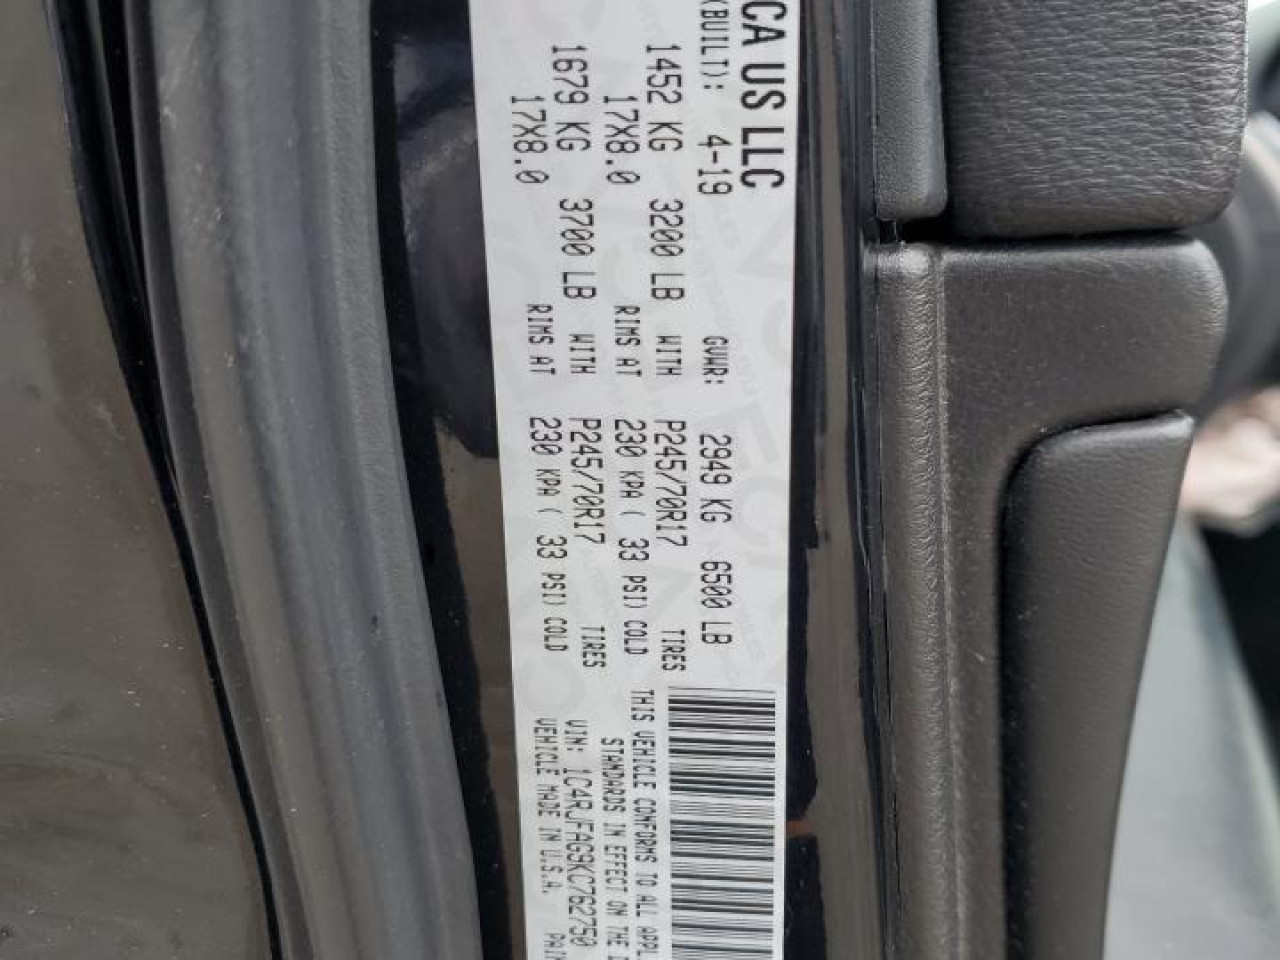 CA US LLC
(BUILT): 4-19 GVWR: 2949 KG 6500 LB
1452 KG 3200 LB WITH P245/70R17 TIRES
17X8.0 RIMS AT 230 KPA ( 33 PSI) COLD
1679 KG 3700 LB WITH P245/70R17 TIRES
17X8.0 RIMS AT 230 KPA ( 33 PSI) COLD
THIS VEHICLE CONFORMS TO ALL APPL
STANDARDS IN EFFECT ON THE
VIN: 1C4RJFAG9KC762750
VEHICLE MADE IN U.S.A. PAI